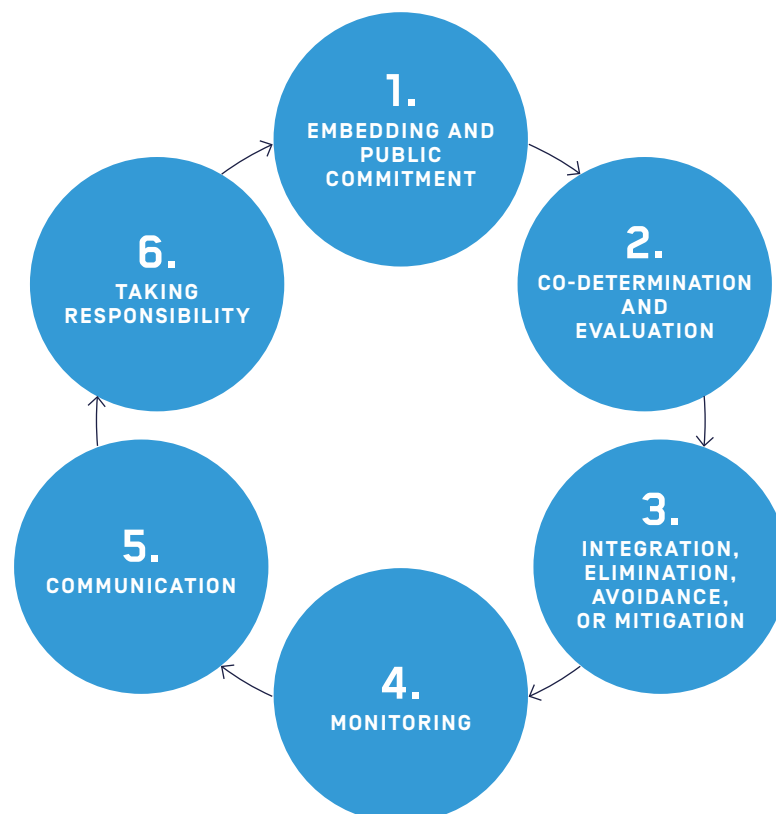 1.
EMBEDDING AND
PUBLIC
COMMITMENT
2.
CO-DETERMINATION
AND
EVALUATION
3.
INTEGRATION,
ELIMINATION,
AVOIDANCE,
OR MITIGATION
4.
MONITORING
5.
COMMUNICATION
6.
TAKING
RESPONSIBILITY